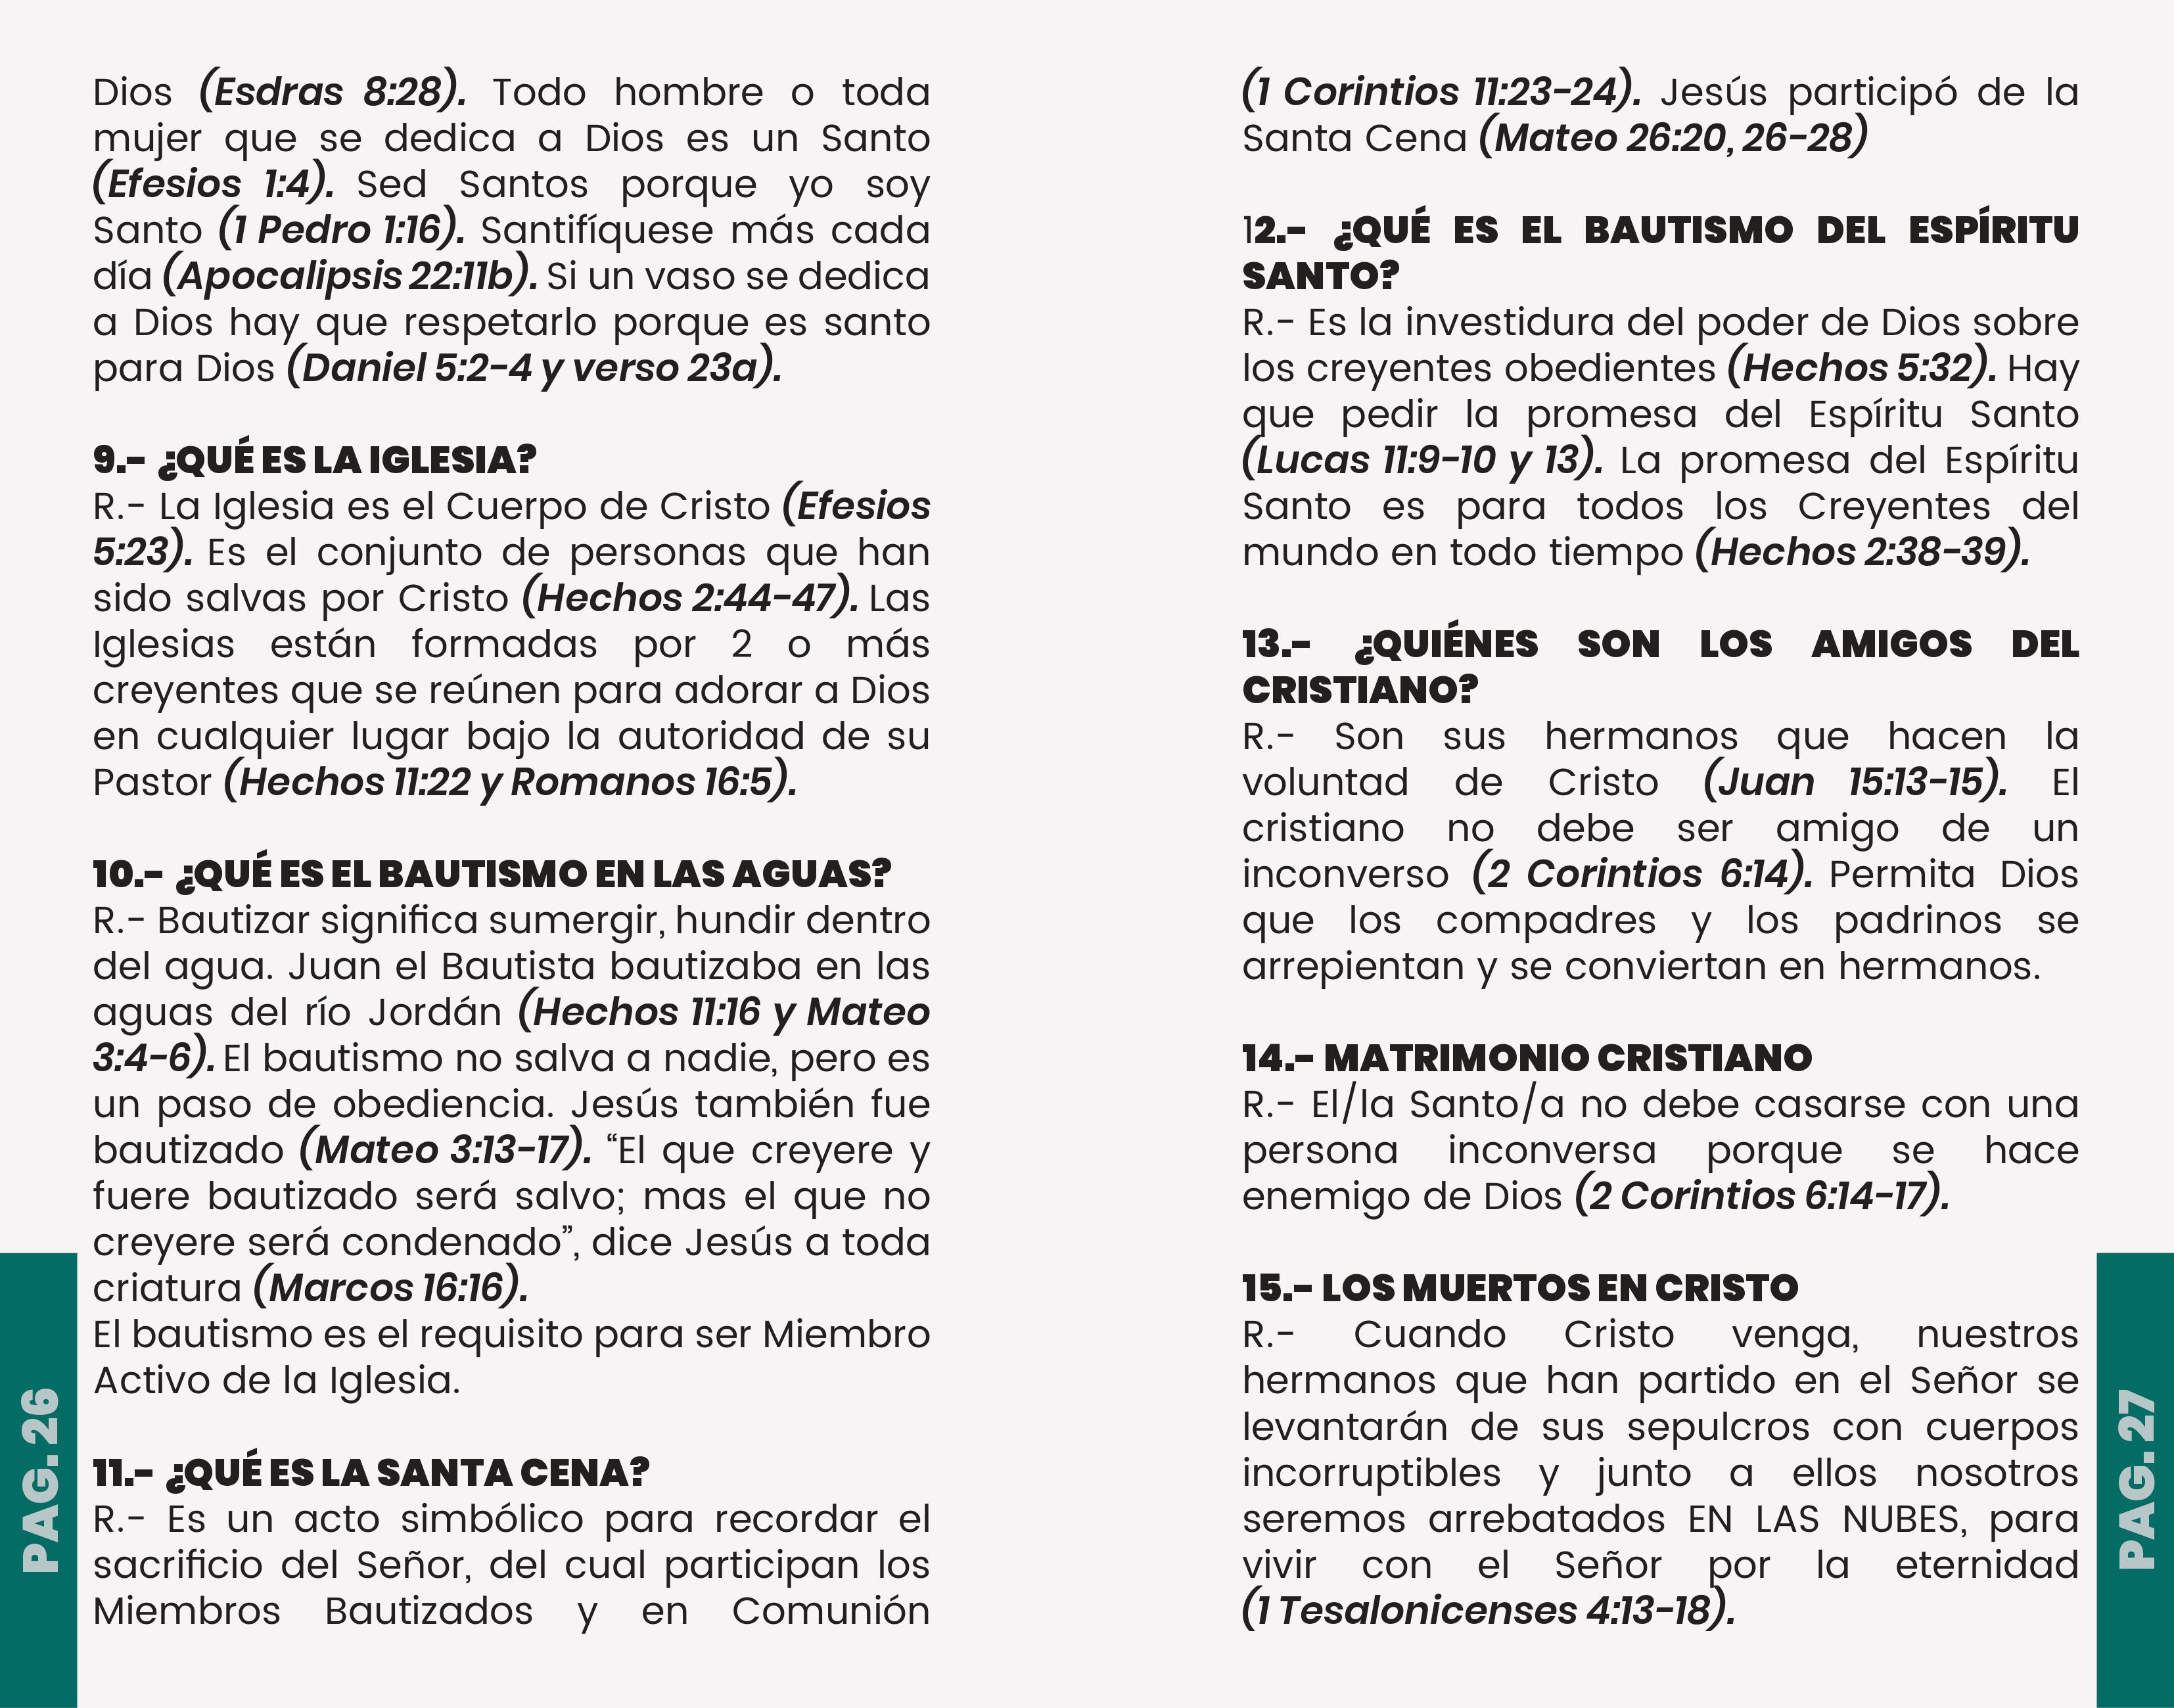 Dios (Esdras 8:28). Todo hombre o toda
mujer que se dedica a Dios es un Santo
(Efesios 1:4). Sed Santos porque yo soy
Santo (1 Pedro 1:16). Santifíquese más cada
día (Apocalipsis 22:11b). Si un vaso se dedica
a Dios hay que respetarlo porque es santo
para Dios (Daniel 5:2-4 y verso 23a).
9.- ¿QUÉ ES LA IGLESIA?
R.- La Iglesia es el Cuerpo de Cristo (Efesios
5:23). Es el conjunto de personas que han
sido salvas por Cristo (Hechos 2:44-47). Las
Iglesias están formadas por 2 o más
creyentes que se reúnen para adorar a Dios
en cualquier lugar bajo la autoridad de su
Pastor (Hechos 11:22 y Romanos 16:5).
10.- ¿QUÉ ES EL BAUTISMO EN LAS AGUAS?
R.- Bautizar significa sumergir, hundir dentro
del agua. Juan el Bautista bautizaba en las
aguas del río Jordán (Hechos 11:16 y Mateo
3:4-6). El bautismo no salva a nadie, pero es
un paso de obediencia. Jesús también fue
bautizado (Mateo 3:13-17). “El que creyere y
fuere bautizado será salvo; mas el que no
creyere será condenado”, dice Jesús a toda
criatura (Marcos 16:16).
El bautismo es el requisito para ser Miembro
Activo de la Iglesia.
11.- ¿QUÉ ES LA SANTA CENA?
R.- Es un acto simbólico para recordar el
sacrificio del Señor, del cual participan los
Miembros Bautizados y en Comunión
PAG. 26
(1 Corintios 11:23-24). Jesús participó de la
Santa Cena (Mateo 26:20, 26-28)
12.- ¿QUÉ ES EL BAUTISMO DEL ESPÍRITU
SANTO?
R.- Es la investidura del poder de Dios sobre
los creyentes obedientes (Hechos 5:32). Hay
que pedir la promesa del Espíritu Santo
(Lucas 11:9-10 y 13). La promesa del Espíritu
Santo es para todos los Creyentes del
mundo en todo tiempo (Hechos 2:38-39).
13.- ¿QUIÉNES SON LOS AMIGOS DEL
CRISTIANO?
R.- Son sus hermanos que hacen la
voluntad de Cristo (Juan 15:13-15). El
cristiano no debe ser amigo de un
inconverso (2 Corintios 6:14). Permita Dios
que los compadres y los padrinos se
arrepientan y se conviertan en hermanos.
14.- MATRIMONIO CRISTIANO
R.- El/la Santo/a no debe casarse con una
persona inconversa porque se hace
enemigo de Dios (2 Corintios 6:14-17).
15.- LOS MUERTOS EN CRISTO
R.- Cuando Cristo venga, nuestros
hermanos que han partido en el Señor se
levantarán de sus sepulcros con cuerpos
incorruptibles y junto a ellos nosotros
seremos arrebatados EN LAS NUBES, para
vivir con el Señor por la eternidad
(1 Tesalonicenses 4:13-18).
PAG. 27